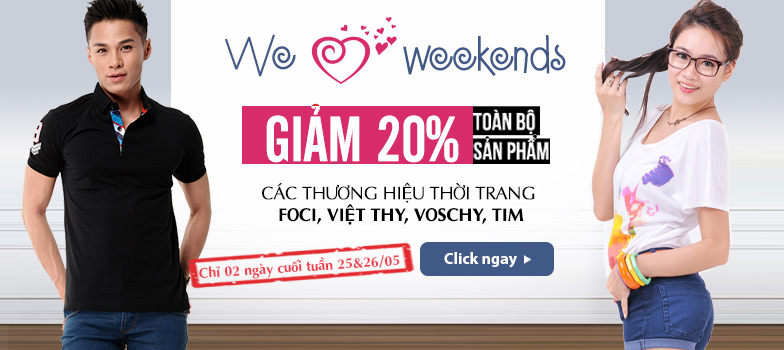 We weekends
GIẢM 20% TOÀN BỘ
SẢN PHẨM
CÁC THƯƠNG HIỆU THỜI TRANG
FOCI, VIỆT THY, VOSCHY, TIM
Chỉ 02 ngày cuối tuần 25&26/05
Click ngay